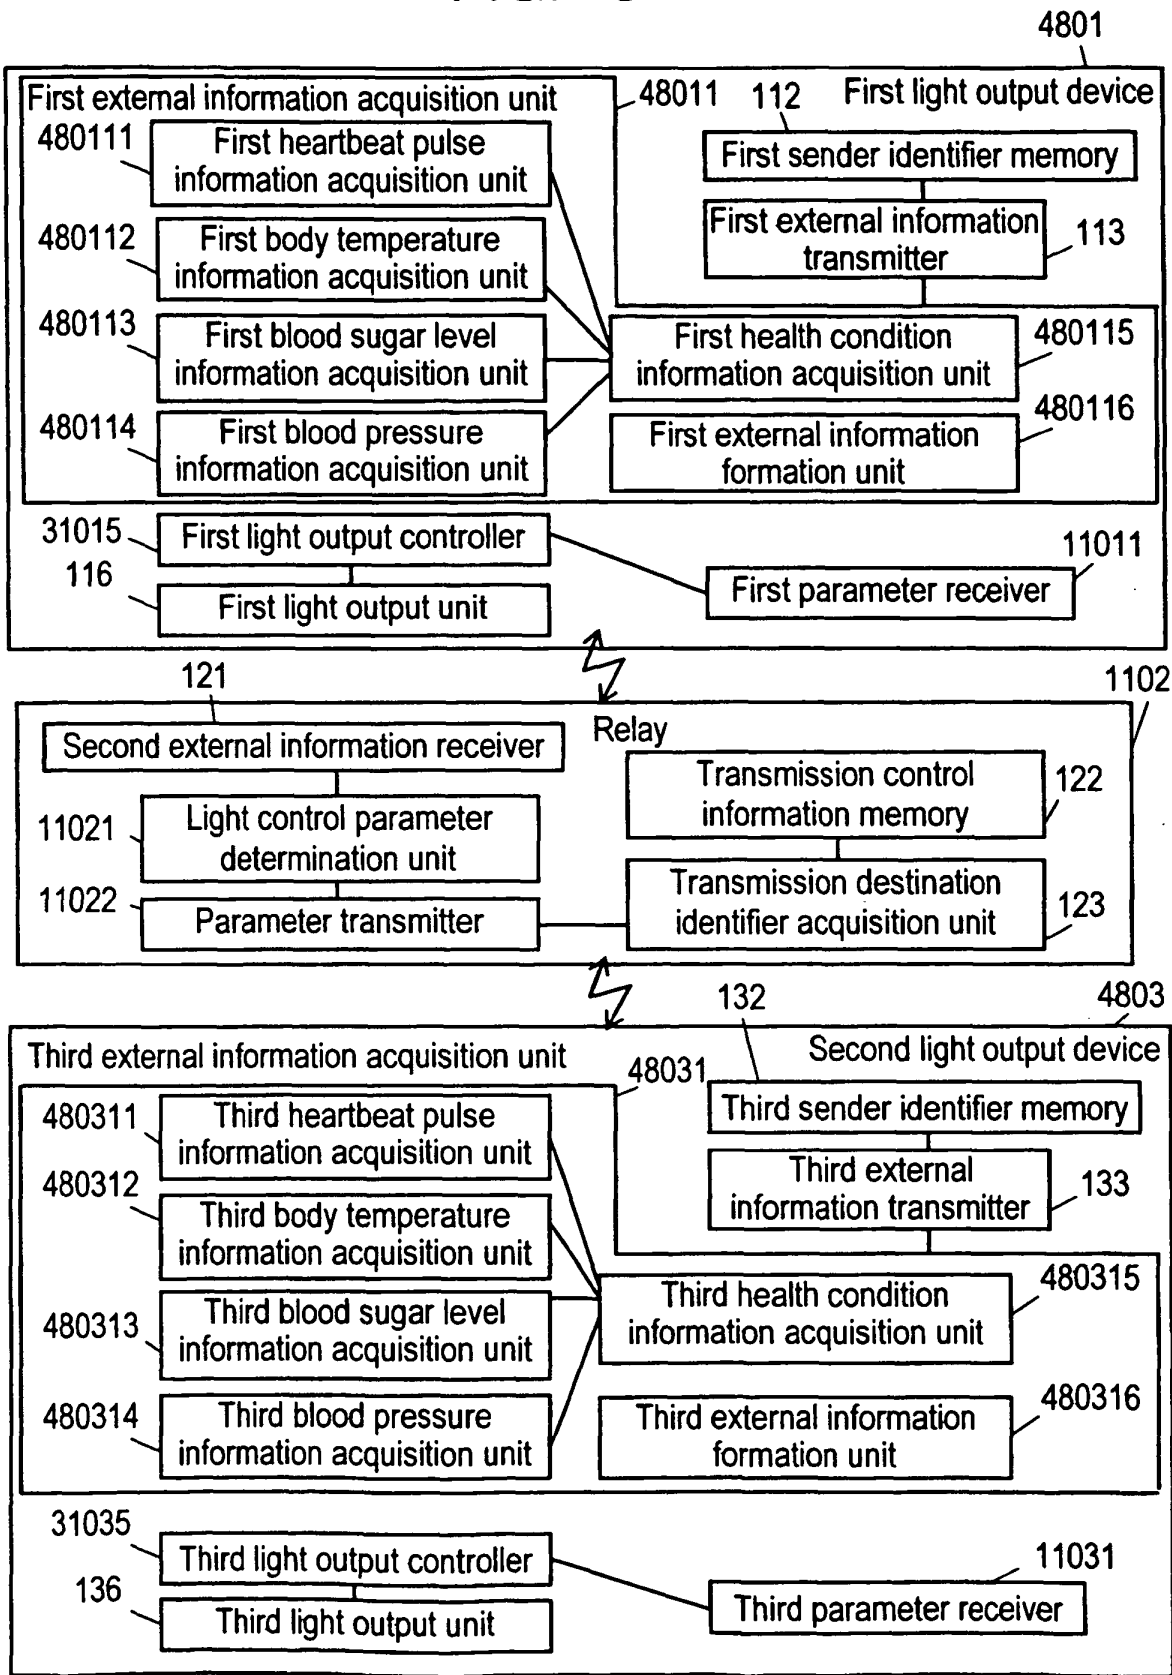 4801
First external information acquisition unit
48011
112
First light output device
480111
First heartbeat pulse
information acquisition unit
First sender identifier memory
480112
First body temperature
information acquisition unit
First external information
transmitter
113
480113
First blood sugar level
information acquisition unit
First health condition
information acquisition unit
480115
480114
First blood pressure
information acquisition unit
First external information
formation unit
480116
31015
First light output controller
11011
116
First light output unit
First parameter receiver
121
1102
Second external information receiver
Relay
Transmission control
information memory
122
11021
Light control parameter
determination unit
11022
Parameter transmitter
Transmission destination
identifier acquisition unit
123
132
4803
Third external information acquisition unit
48031
Second light output device
480311
Third heartbeat pulse
information acquisition unit
Third sender identifier memory
480312
Third body temperature
information acquisition unit
Third external
information transmitter
133
480313
Third blood sugar level
information acquisition unit
Third health condition
information acquisition unit
480315
480314
Third blood pressure
information acquisition unit
Third external information
formation unit
480316
31035
Third light output controller
11031
136
Third light output unit
Third parameter receiver